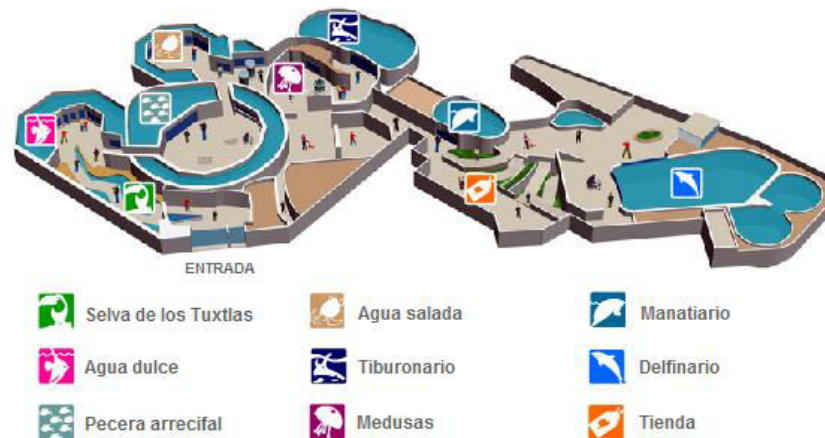 ENTRADA
Selva de los Tuxtlas
Agua salada
Manatiario
Agua dulce
Tiburonario
Delfinario
Pecera arrecifal
Medusas
Tienda